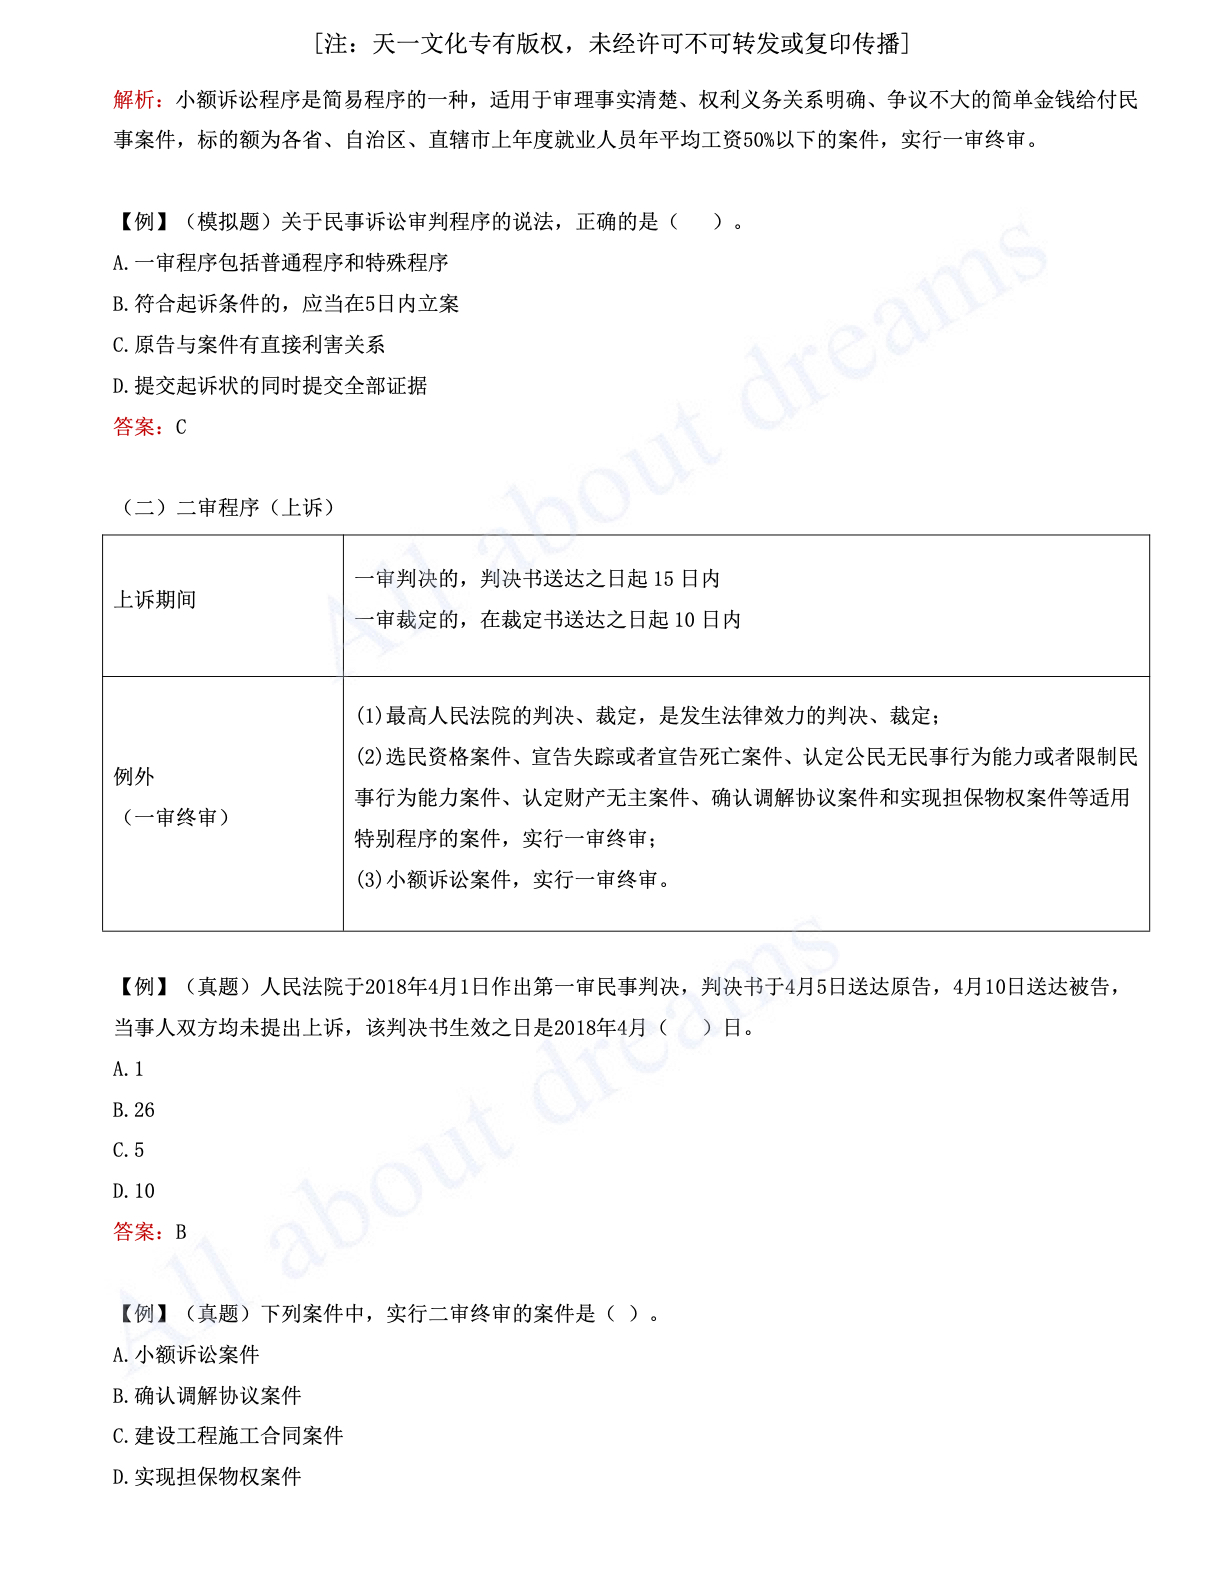 [注：天一文化专有版权，未经许可不可转发或复印传播]
解析：小额诉讼程序是简易程序的一种，适用于审理事实清楚、权利义务关系明确、争议不大的简单金钱给付民
事案件，标的额为各省、自治区、直辖市上年度就业人员年平均工资50%以下的案件，实行一审终审。
【例】（模拟题）关于民事诉讼审判程序的说法，正确的是（  ）。
A.一审程序包括普通程序和特殊程序
B.符合起诉条件的，应当在5日内立案
C.原告与案件有直接利害关系
D.提交起诉状的同时提交全部证据
答案：C
（二）二审程序（上诉）
上诉期间
一审判决的，判决书送达之日起 15 日内
一审裁定的，在裁定书送达之日起 10 日内
例外
（一审终审）
(1)最高人民法院的判决、裁定，是发生法律效力的判决、裁定；
(2)选民资格案件、宣告失踪或者宣告死亡案件、认定公民无民事行为能力或者限制民
事行为能力案件、认定财产无主案件、确认调解协议案件和实现担保物权案件等适用
特别程序的案件，实行一审终审；
(3)小额诉讼案件，实行一审终审。
【例】（真题）人民法院于2018年4月1日作出第一审民事判决，判决书于4月5日送达原告，4月10日送达被告，
当事人双方均未提出上诉，该判决书生效之日是2018年4月（  ）日。
A.1
B.26
C.5
D.10
答案：B
【例】（真题）下列案件中，实行二审终审的案件是（ ）。
A.小额诉讼案件
B.确认调解协议案件
C.建设工程施工合同案件
D.实现担保物权案件
All about dreams
All about dreams